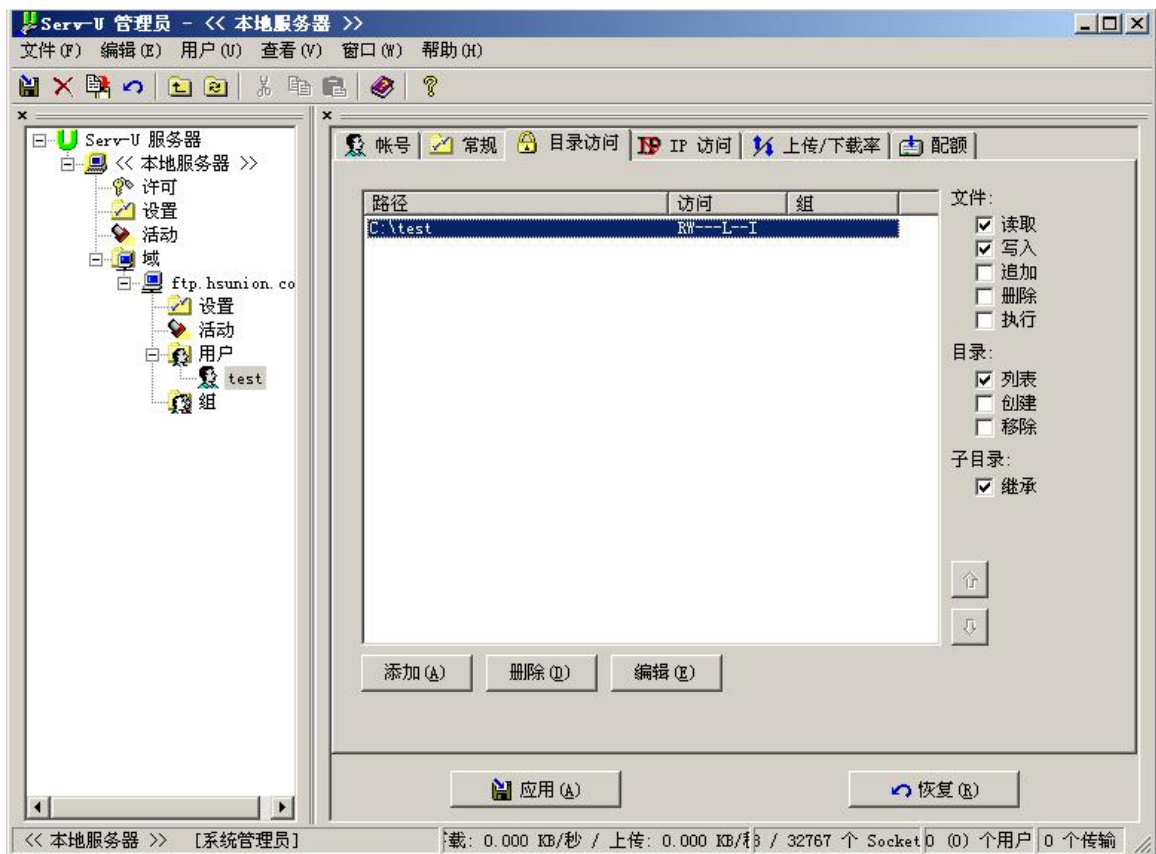 Serv-U 管理员 - << 本地服务器 >>
文件(F) 编辑(E) 用户(U) 查看(V) 窗口(W) 帮助(H)
Serv-U 服务器
<< 本地服务器 >>
许可
设置
活动
域
ftp.hsunion.co
设置
活动
用户
test
组
帐号 常规 目录访问 IP 访问 上传/下载率 配额
路径 访问 组
C:\test RW---L--I
文件:
读取
写入
追加
删除
执行
目录:
列表
创建
移除
子目录:
继承
添加(A) 删除(D) 编辑(E)
应用(A) 恢复(R)
<< 本地服务器 >> [系统管理员] 载: 0.000 KB/秒 / 上传: 0.000 KB/ / 32767 个 Socket 0 (0) 个用户 0 个传输